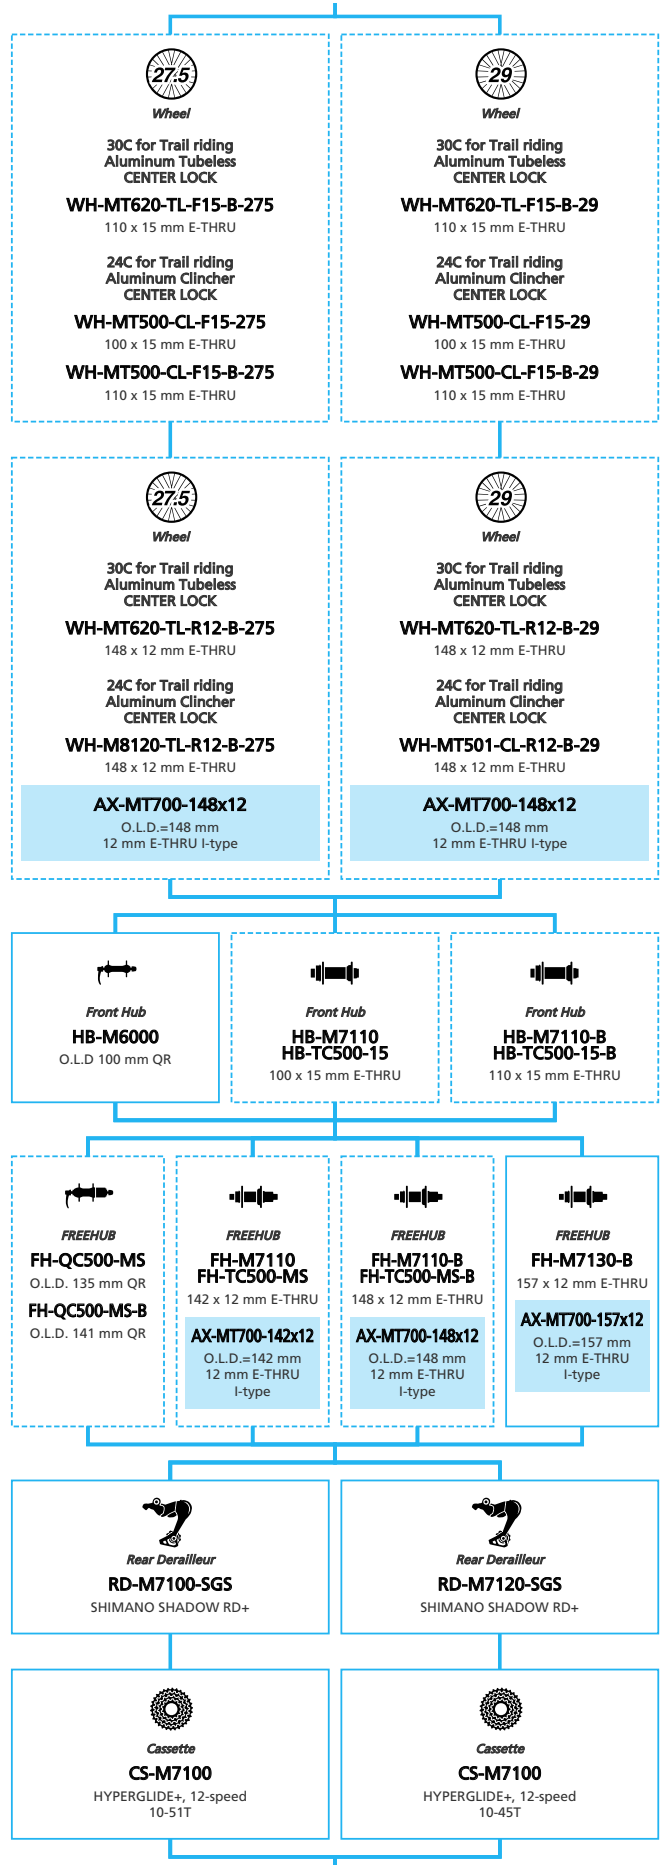 27.5
Wheel
30C for Trail riding
Aluminum Tubeless
CENTER LOCK
WH-MT620-TL-F15-B-275
110 x 15 mm E-THRU
24C for Trail riding
Aluminum Clincher
CENTER LOCK
WH-MT500-CL-F15-275
100 x 15 mm E-THRU
WH-MT500-CL-F15-B-275
110 x 15 mm E-THRU
29
Wheel
30C for Trail riding
Aluminum Tubeless
CENTER LOCK
WH-MT620-TL-F15-B-29
110 x 15 mm E-THRU
24C for Trail riding
Aluminum Clincher
CENTER LOCK
WH-MT500-CL-F15-29
100 x 15 mm E-THRU
WH-MT500-CL-F15-B-29
110 x 15 mm E-THRU
27.5
Wheel
30C for Trail riding
Aluminum Tubeless
CENTER LOCK
WH-MT620-TL-R12-B-275
148 x 12 mm E-THRU
24C for Trail riding
Aluminum Clincher
CENTER LOCK
WH-M8120-TL-R12-B-275
148 x 12 mm E-THRU
AX-MT700-148x12
O.L.D.=148 mm
12 mm E-THRU I-type
29
Wheel
30C for Trail riding
Aluminum Tubeless
CENTER LOCK
WH-MT620-TL-R12-B-29
148 x 12 mm E-THRU
24C for Trail riding
Aluminum Clincher
CENTER LOCK
WH-MT501-CL-R12-B-29
148 x 12 mm E-THRU
AX-MT700-148x12
O.L.D.=148 mm
12 mm E-THRU I-type
Front Hub
HB-M6000
O.L.D 100 mm QR
Front Hub
HB-M7110
HB-TC500-15
100 x 15 mm E-THRU
Front Hub
HB-M7110-B
HB-TC500-15-B
110 x 15 mm E-THRU
FREEHUB
FH-QC500-MS
O.L.D. 135 mm QR
FH-QC500-MS-B
O.L.D. 141 mm QR
FREEHUB
FH-M7110
FH-TC500-MS
142 x 12 mm E-THRU
AX-MT700-142x12
O.L.D.=142 mm
12 mm E-THRU
I-type
FREEHUB
FH-M7110-B
FH-TC500-MS-B
148 x 12 mm E-THRU
AX-MT700-148x12
O.L.D.=148 mm
12 mm E-THRU
I-type
FREEHUB
FH-M7130-B
157 x 12 mm E-THRU
AX-MT700-157x12
O.L.D.=157 mm
12 mm E-THRU
I-type
Rear Derailleur
RD-M7100-SGS
SHIMANO SHADOW RD+
Rear Derailleur
RD-M7120-SGS
SHIMANO SHADOW RD+
Cassette
CS-M7100
HYPERGLIDE+, 12-speed
10-51T
Cassette
CS-M7100
HYPERGLIDE+, 12-speed
10-45T